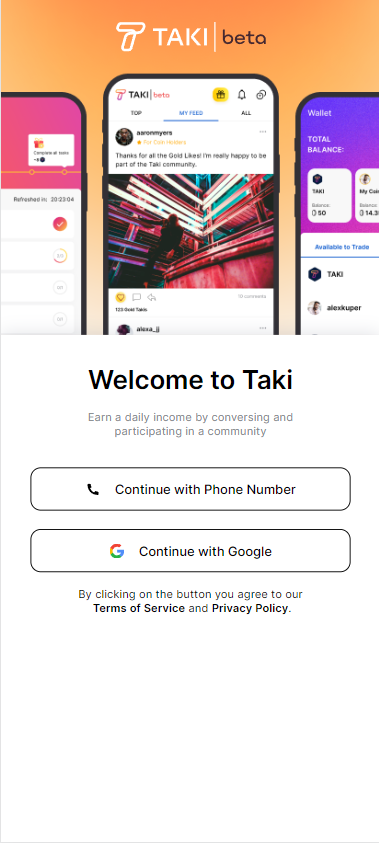 TAKI beta
TAKI beta
TOP MY FEED ALL
aaronmyers
For Coin Holders
Thanks for all the Gold Likes! I'm really happy to be
part of the Taki community.
10 comments
123 Gold Takis
alexa_jj
Complete all tasks
Refreshed in: 20:23:04
Wallet
TOTAL
BALANCE:
TAKI
My Coin
Balance
Balance
50
14.3
Available to Trade
TAKI
alexkuper
Welcome to Taki
Earn a daily income by conversing and
participating in a community
Continue with Phone Number
Continue with Google
By clicking on the button you agree to our
Terms of Service and Privacy Policy.